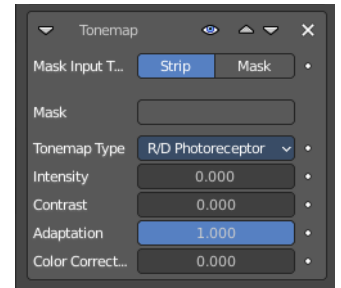 Tonemap
Mask Input T... Strip Mask
Mask
Tonemap Type R/D Photoreceptor
Intensity 0.000
Contrast 0.000
Adaptation 1.000
Color Correct... 0.000